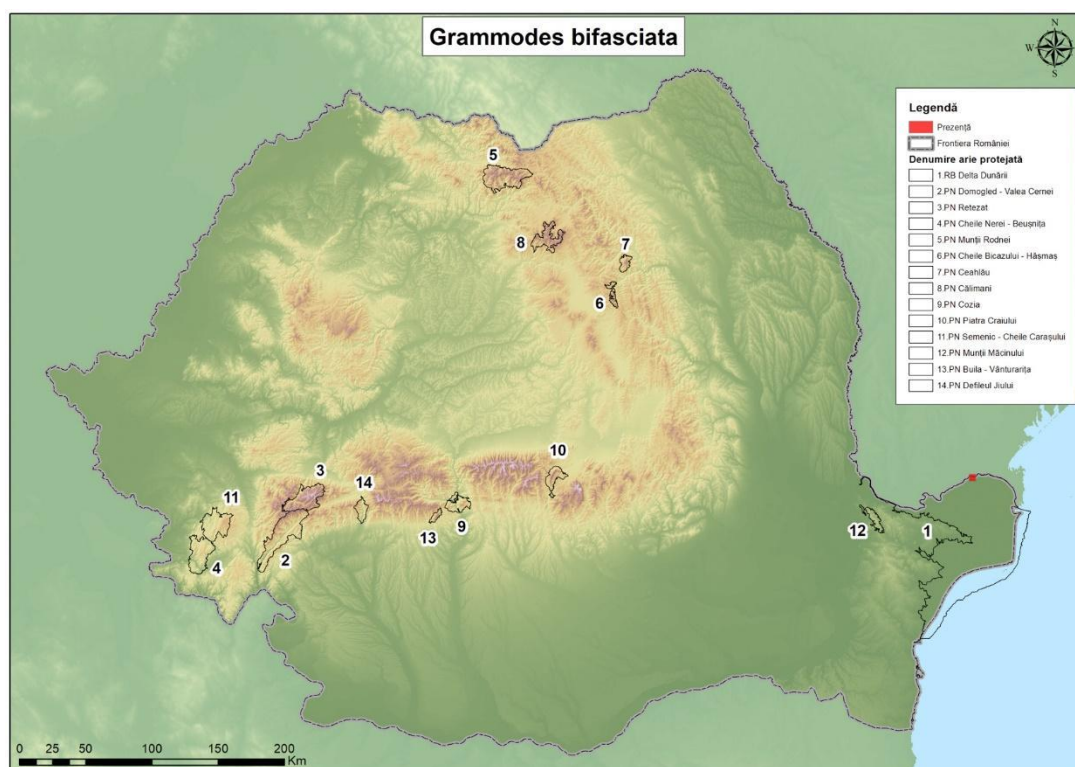 Grammodes bifasciata
N
W
E
S
Legendă
Prezență
Frontiera României
Denumire arie protejată
1.RB Delta Dunării
2.PN Domogled - Valea Cernei
3.PN Retezat
4.PN Cheile Nerei - Beușnița
5.PN Munții Rodnei
6.PN Cheile Bicazului - Hășmaș
7.PN Ceahlău
8.PN Călimani
9.PN Cozia
10.PN Piatra Craiului
11.PN Semenic - Cheile Carașului
12.PN Munții Măcinului
13.PN Buila - Vânturarița
14.PN Defileul Jiului
5
8
7
6
10
3
14
11
9
13
12
1
2
4
0 25 50 100 150 200
Km